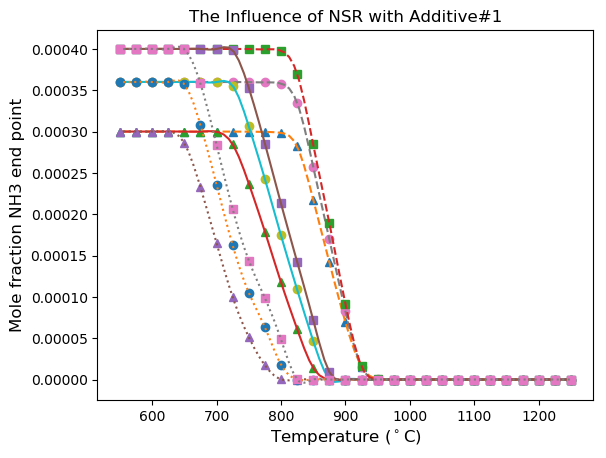 The Influence of NSR with Additive#1
Mole fraction NH3 end point
0.00040
0.00035
0.00030
0.00025
0.00020
0.00015
0.00010
0.00005
0.00000
600 700 800 900 1000 1100 1200
Temperature (°C)